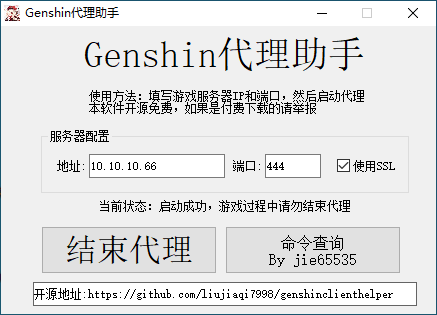 Genshin代理助手
Genshin代理助手
使用方法：填写游戏服务器IP和端口，然后启动代理
本软件开源免费，如果是付费下载的请举报
服务器配置
地址: 10.10.10.66 端口: 444 使用SSL
当前状态：启动成功，游戏过程中请勿结束代理
结束代理
命令查询
By jie65535
开源地址:https://github.com/liujiaqi7998/genshinclienthelper